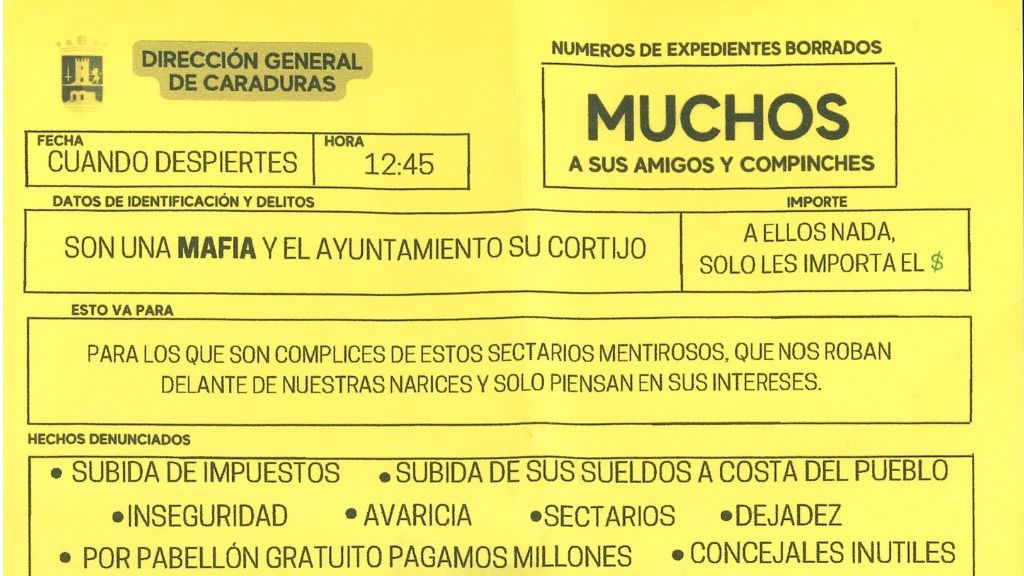 DIRECCIÓN GENERAL
DE CARADURAS
NUMEROS DE EXPEDIENTES BORRADOS
MUCHOS
A SUS AMIGOS Y COMPINCHES
FECHA
CUANDO DESPIERTES
HORA
12:45
DATOS DE IDENTIFICACIÓN Y DELITOS
SON UNA MAFIA Y EL AYUNTAMIENTO SU CORTIJO
IMPORTE
A ELLOS NADA,
SOLO LES IMPORTA EL $
ESTO VA PARA
PARA LOS QUE SON COMPLICES DE ESTOS SECTARIOS MENTIROSOS, QUE NOS ROBAN
DELANTE DE NUESTRAS NARICES Y SOLO PIENSAN EN SUS INTERESES.
HECHOS DENUNCIADOS
• SUBIDA DE IMPUESTOS • SUBIDA DE SUS SUELDOS A COSTA DEL PUEBLO
• INSEGURIDAD • AVARICIA • SECTARIOS • DEJADEZ
• POR PABELLÓN GRATUITO PAGAMOS MILLONES • CONCEJALES INUTILES